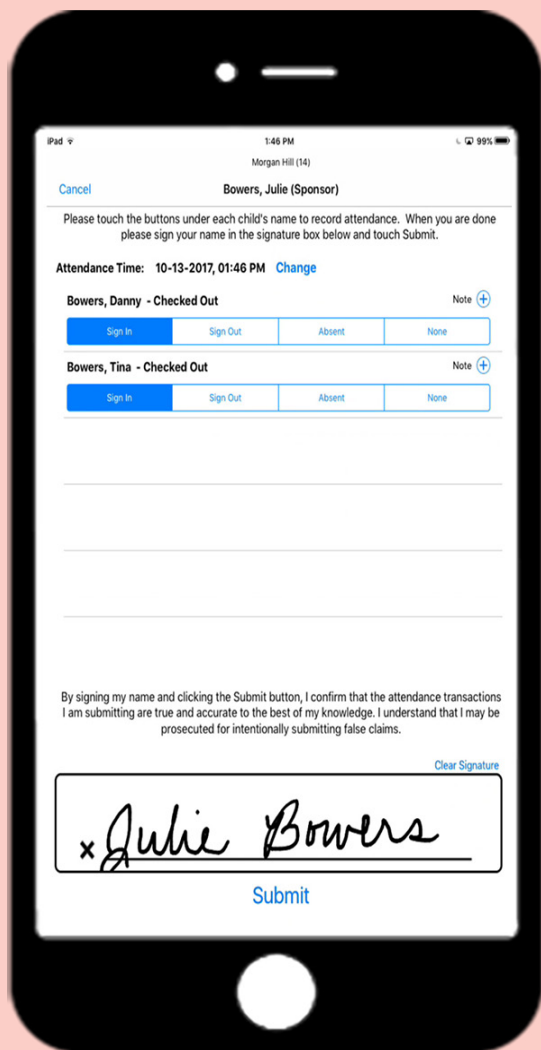 iPad 1:46 PM 99%
Morgan Hill (14)
Cancel Bowers, Julie (Sponsor)
Please touch the buttons under each child's name to record attendance. When you are done
please sign your name in the signature box below and touch Submit.
Attendance Time: 10-13-2017, 01:46 PM Change
Bowers, Danny - Checked Out Note +
Sign In Sign Out Absent None
Bowers, Tina - Checked Out Note +
Sign In Sign Out Absent None
By signing my name and clicking the Submit button, I confirm that the attendance transactions
I am submitting are true and accurate to the best of my knowledge. I understand that I may be
prosecuted for intentionally submitting false claims.
Clear Signature
x Julie Bowers
Submit